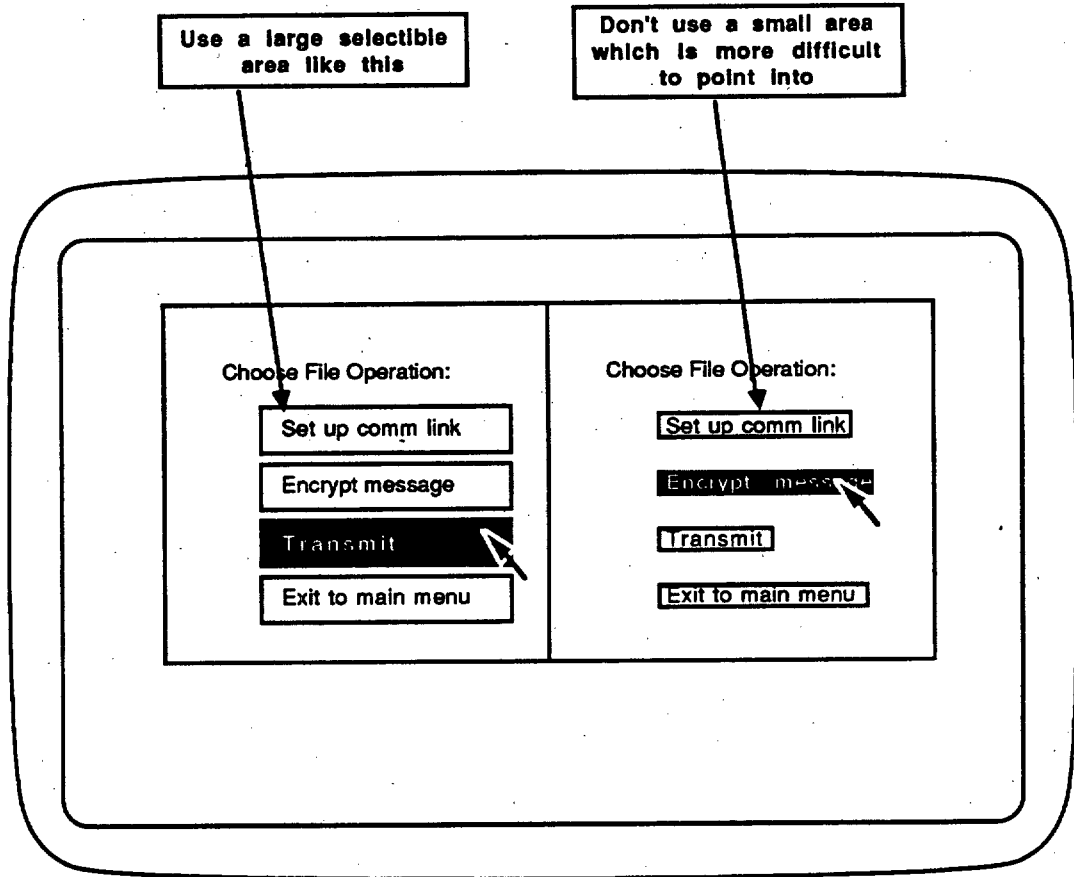 Use a large selectible
area like this
Don't use a small area
which is more difficult
to point into
Choose File Operation:
Set up comm link
Encrypt message
Transmit
Exit to main menu
Choose File Operation:
Set up comm link
Encrypt message
Transmit
Exit to main menu